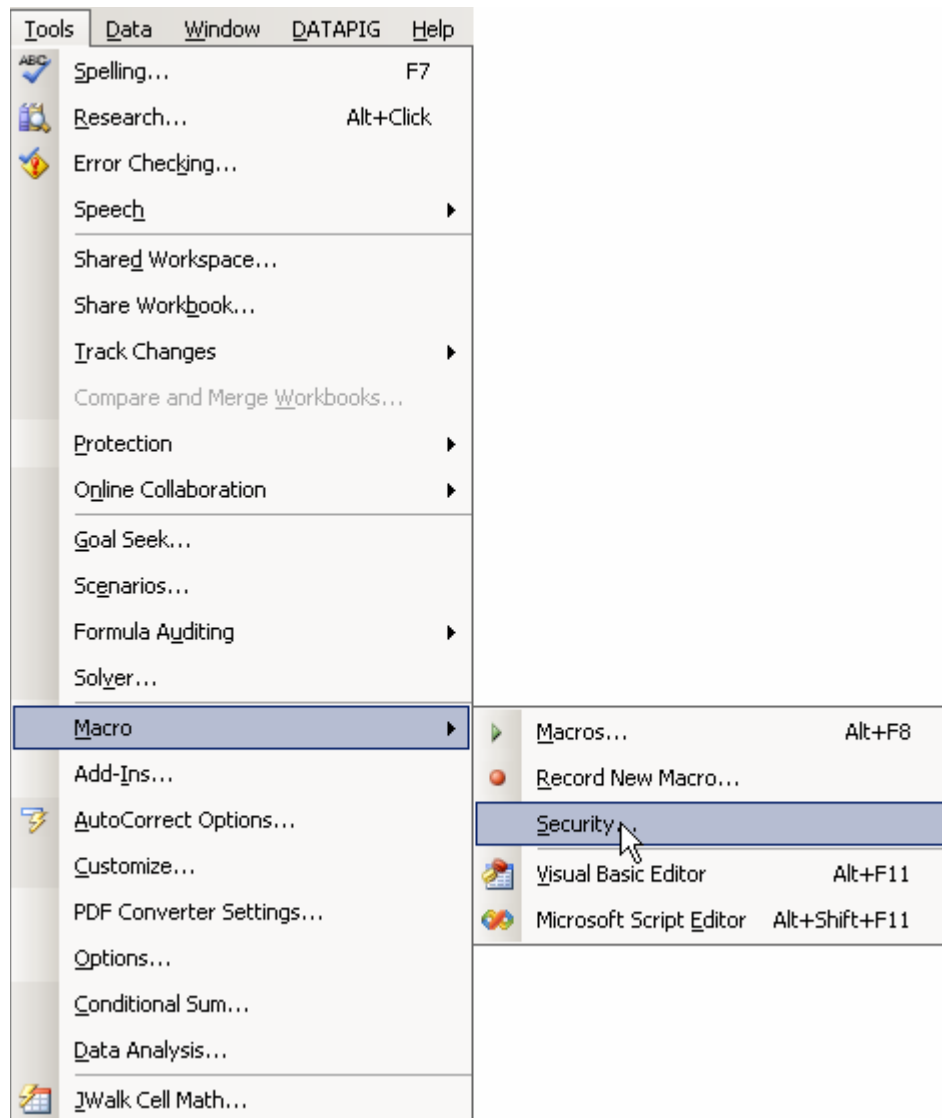 Tools Data Window DATAPIG Help
ABC Spelling... F7
Research... Alt+Click
Error Checking...
Speech
Shared Workspace...
Share Workbook...
Track Changes
Compare and Merge Workbooks...
Protection
Online Collaboration
Goal Seek...
Scenarios...
Formula Auditing
Solver...
Macro
Macros... Alt+F8
Add-Ins...
Record New Macro...
AutoCorrect Options...
Security...
Customize...
Visual Basic Editor Alt+F11
PDF Converter Settings...
Microsoft Script Editor Alt+Shift+F11
Options...
Conditional Sum...
Data Analysis...
JWalk Cell Math...